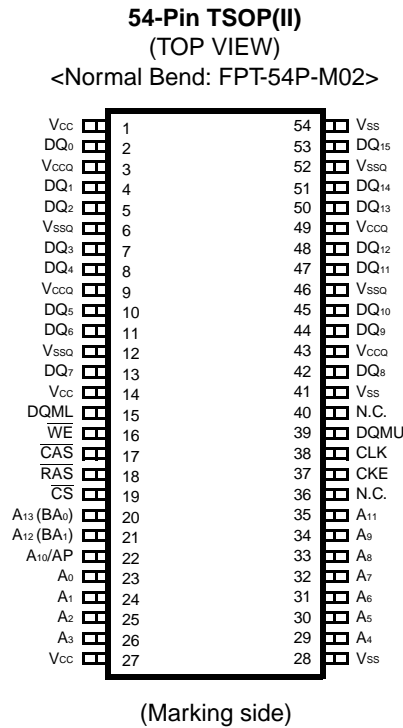 54-Pin TSOP(II)
(TOP VIEW)
<Normal Bend: FPT-54P-M02>
VCC 1 54 VSS
DQ0 2 53 DQ15
VCCQ 3 52 VSSQ
DQ1 4 51 DQ14
DQ2 5 50 DQ13
VSSQ 6 49 VCCQ
DQ3 7 48 DQ12
DQ4 8 47 DQ11
VCCQ 9 46 VSSQ
DQ5 10 45 DQ10
DQ6 11 44 DQ9
VSSQ 12 43 VCCQ
DQ7 13 42 DQ8
VCC 14 41 VSS
DQML 15 40 N.C.
WE 16 39 DQMU
CAS 17 38 CLK
RAS 18 37 CKE
CS 19 36 N.C.
A13 (BA0) 20 35 A11
A12 (BA1) 21 34 A9
A10/AP 22 33 A8
A0 23 32 A7
A1 24 31 A6
A2 25 30 A5
A3 26 29 A4
VCC 27 28 VSS
(Marking side)